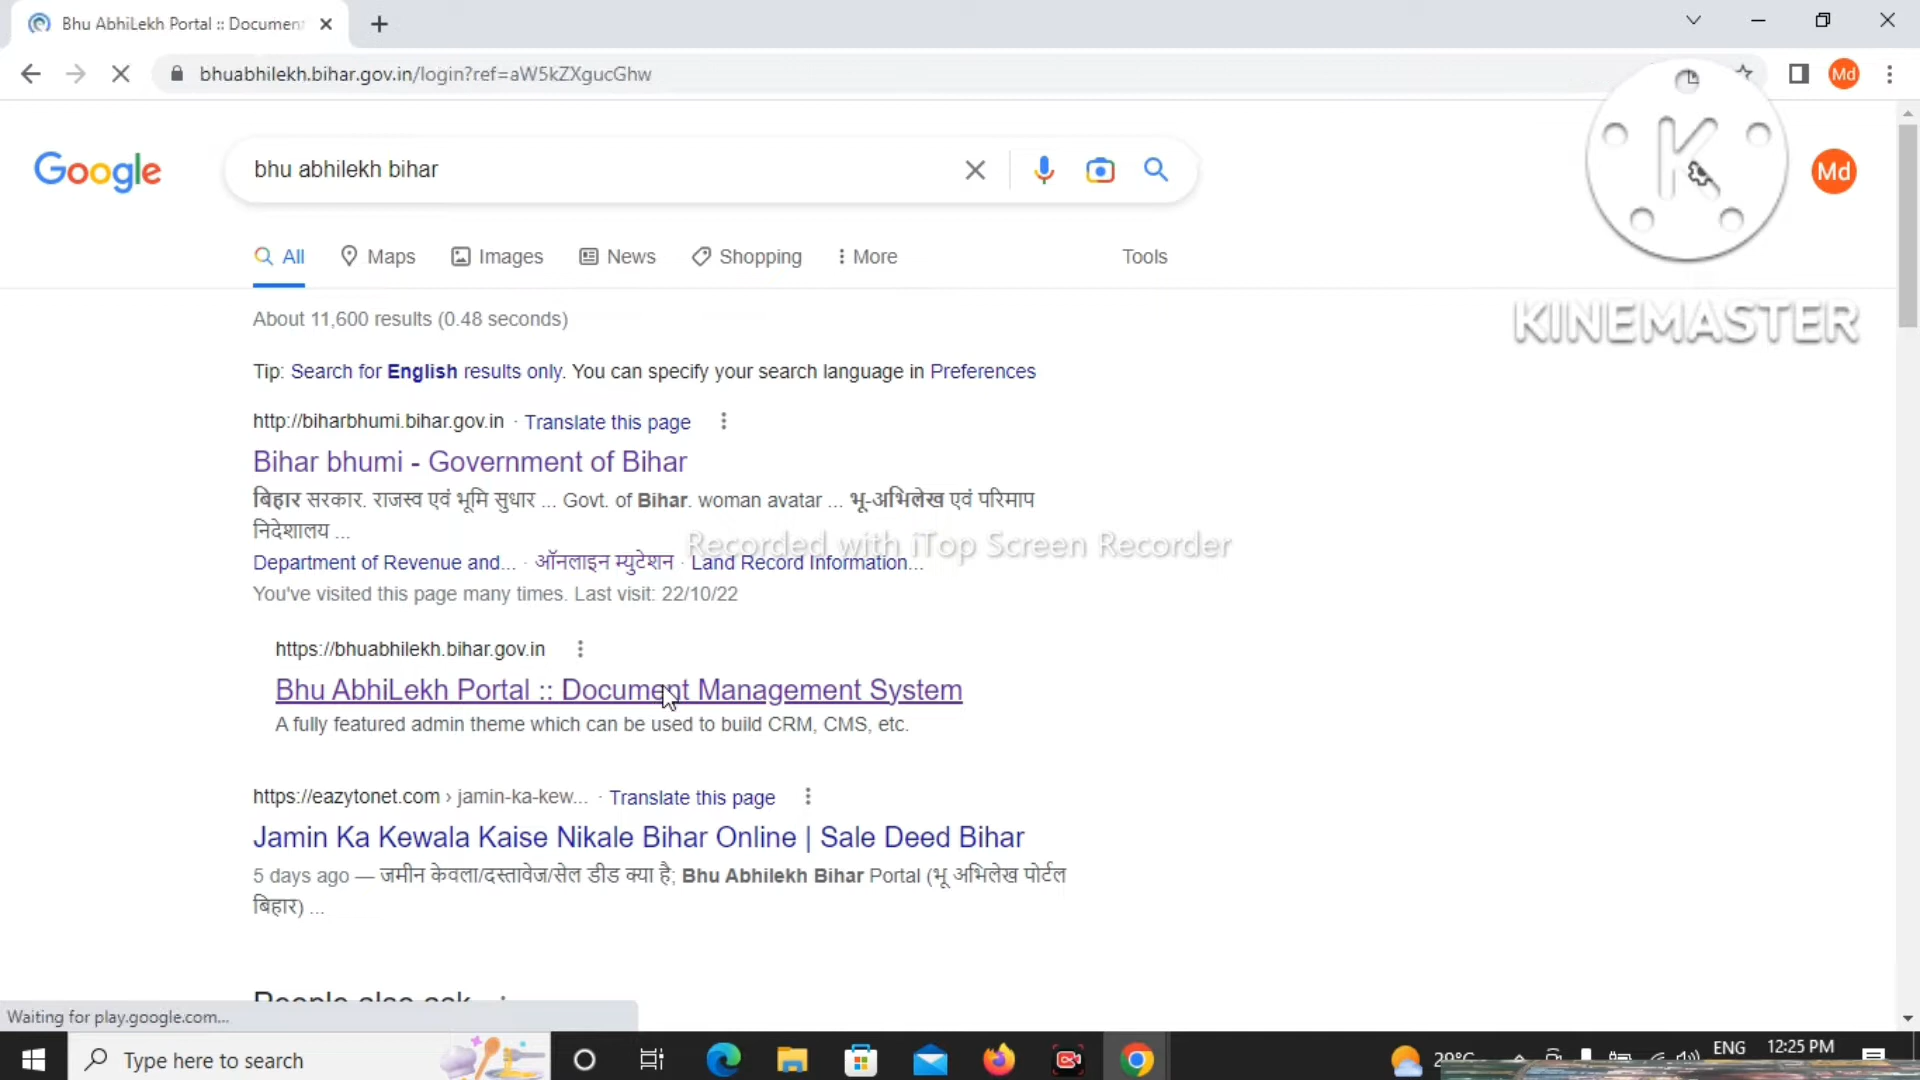 Bhu AbhiLekh Portal :: Documen
bhuabhilekh.bihar.gov.in/login?ref=aW5kZXgucGhw
Md
Google
bhu abhilekh bihar
K
Md
All
Maps
Images
News
Shopping
More
Tools
About 11,600 results (0.48 seconds)
KINEMASTER
Tip: Search for English results only. You can specify your search language in Preferences
http://biharbhumi.bihar.gov.in · Translate this page
Bihar bhumi - Government of Bihar
बिहार सरकार. राजस्व एवं भूमि सुधार ... Govt. of Bihar. woman avatar ... भू-अभिलेख एवं परिमाप
निदेशालय ...
Recorded with iTop Screen Recorder
Department of Revenue and... · ऑनलाइन म्युटेशन · Land Record Information...
You've visited this page many times. Last visit: 22/10/22
https://bhuabhilekh.bihar.gov.in
Bhu AbhiLekh Portal :: Document Management System
A fully featured admin theme which can be used to build CRM, CMS, etc.
https://eazytonet.com › jamin-ka-kew... · Translate this page
Jamin Ka Kewala Kaise Nikale Bihar Online | Sale Deed Bihar
5 days ago — जमीन केवला/दस्तावेज/सेल डीड क्या है; Bhu Abhilekh Bihar Portal (भू अभिलेख पोर्टल
बिहार) ...
People also ask
Waiting for play.google.com...
Type here to search
29°C
ENG
12:25 PM